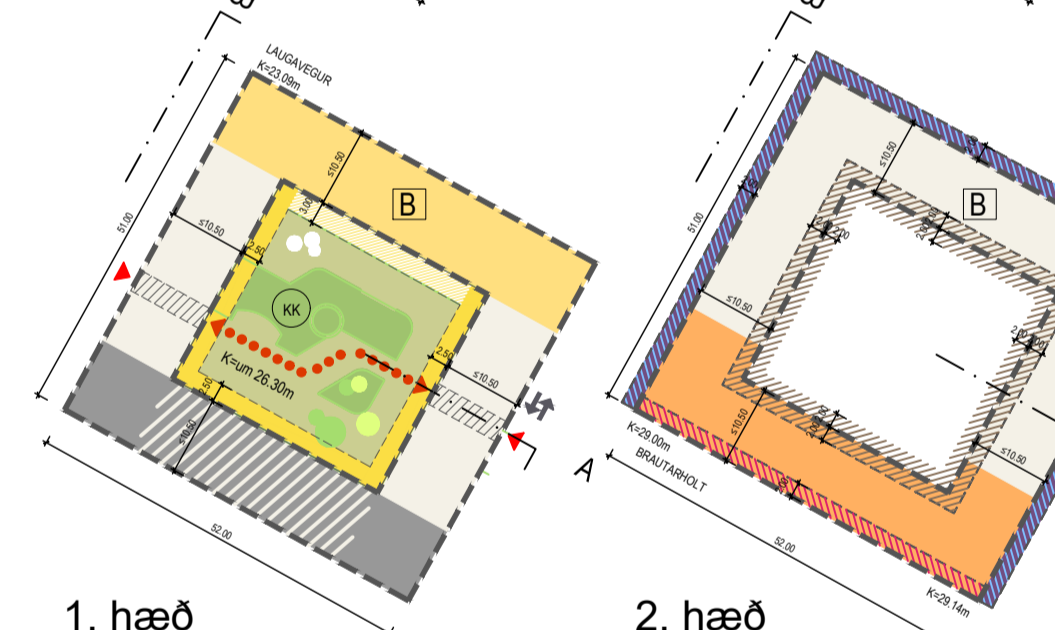 B
LAUGAVEGUR
K=23.09m
≤10.50
3.00
B
51.00
≤10.50
2.50
KK
K=um 26.30m
2.50
≤10.50
2.50
≤10.50
52.00
1. hæð
B
≤10.50
B
51.00
2.00
≤10.50
≤10.50
≤10.50
K=29.00m
BRAUTARHOLT
A
52.00
K=29.14m
2. hæð